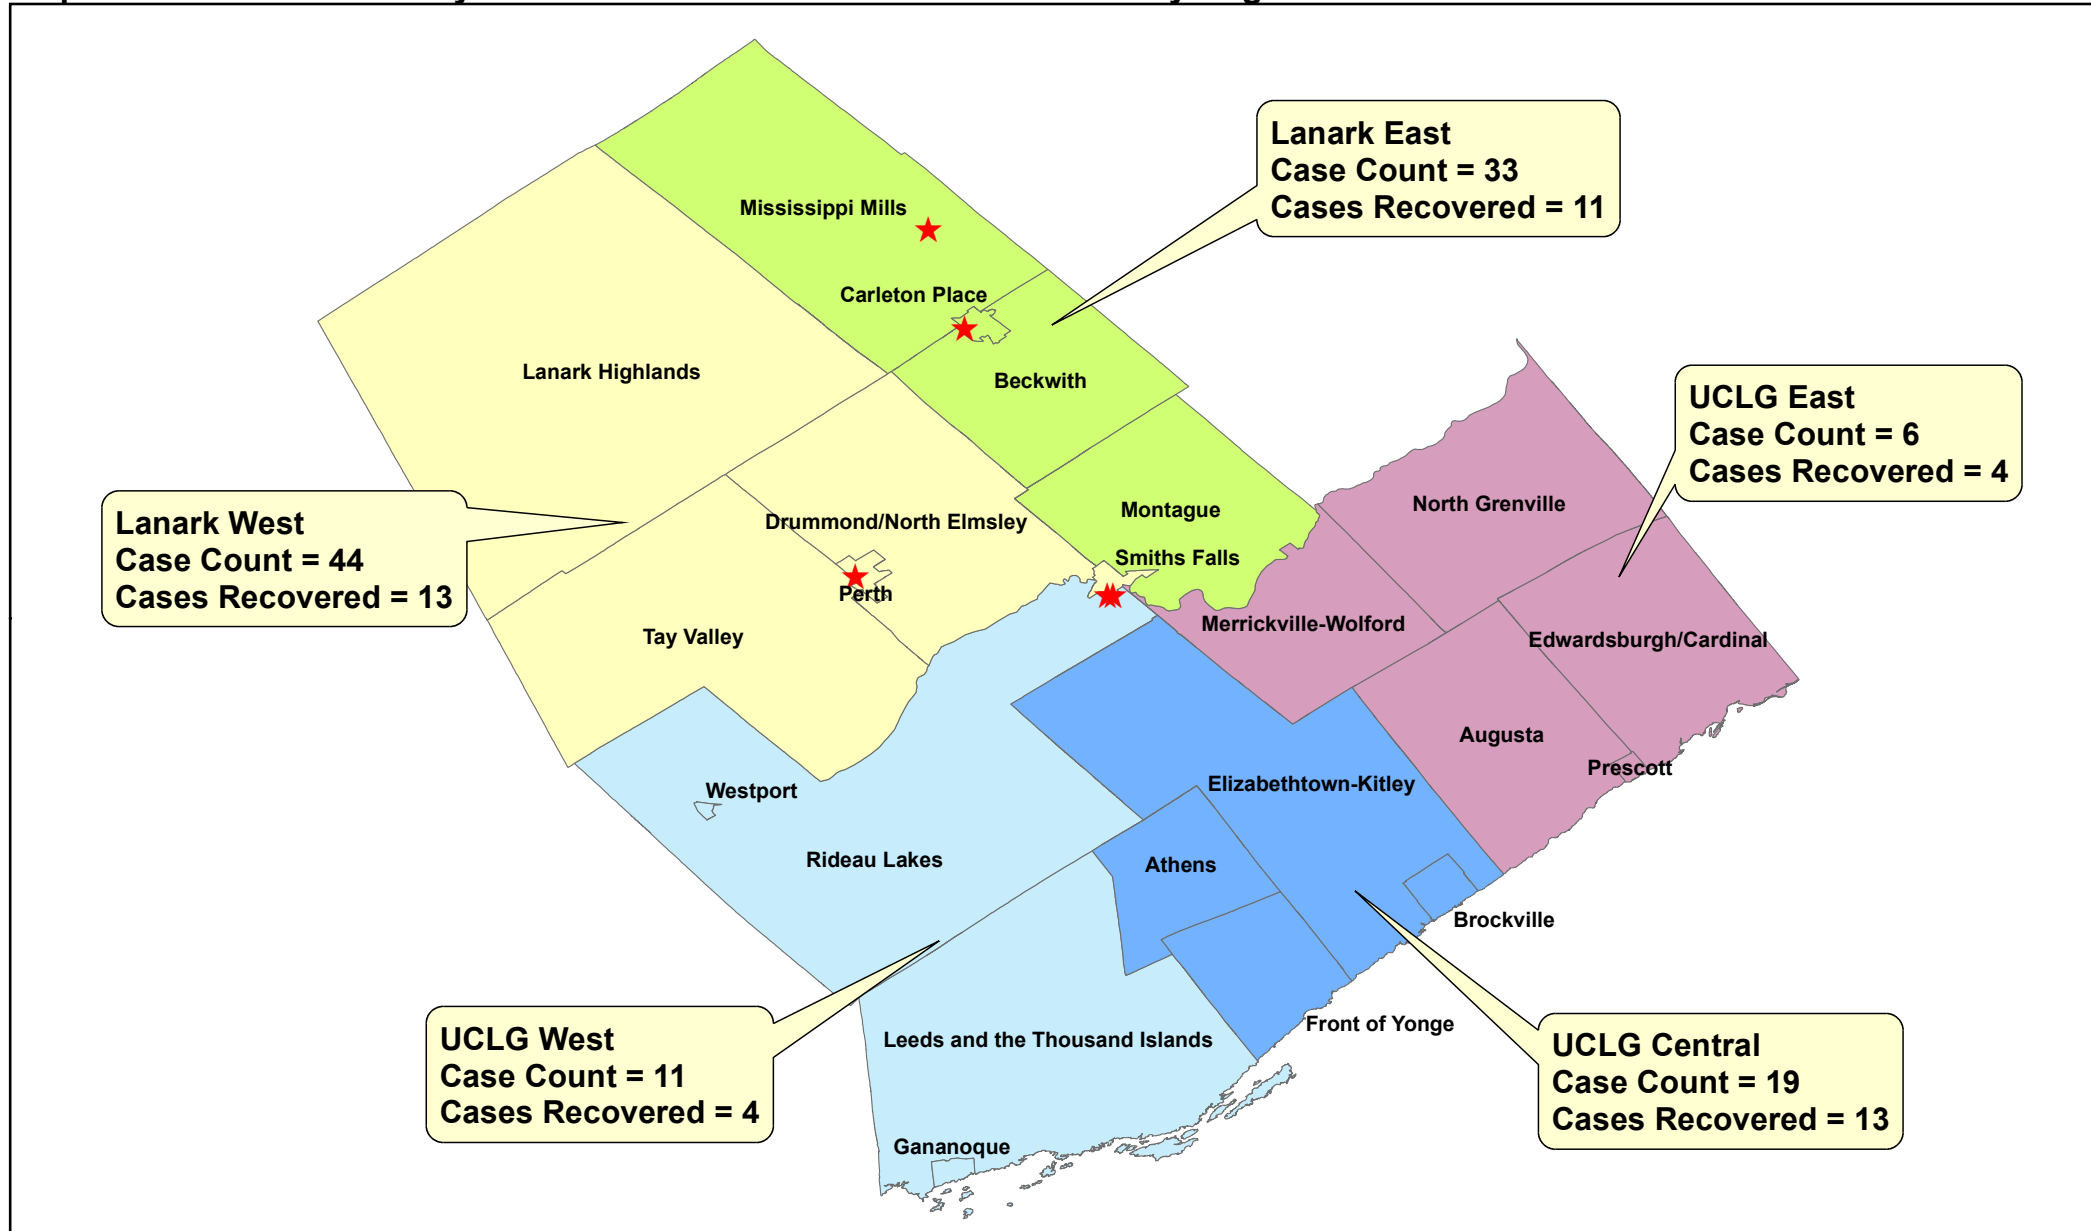 Mississippi Mills
Carleton Place
Lanark Highlands
Beckwith
Lanark East
Case Count = 33
Cases Recovered = 11
UCLG East
Case Count = 6
Cases Recovered = 4
North Grenville
Montague
Smiths Falls
Drummond/North Elmsley
Perth
Lanark West
Case Count = 44
Cases Recovered = 13
Tay Valley
Merrickville-Wolford
Edwardsburgh/Cardinal
Augusta
Prescott
Westport
Elizabethtown-Kitley
Rideau Lakes
Athens
Brockville
Front of Yonge
Leeds and the Thousand Islands
UCLG West
Case Count = 11
Cases Recovered = 4
UCLG Central
Case Count = 19
Cases Recovered = 13
Gananoque